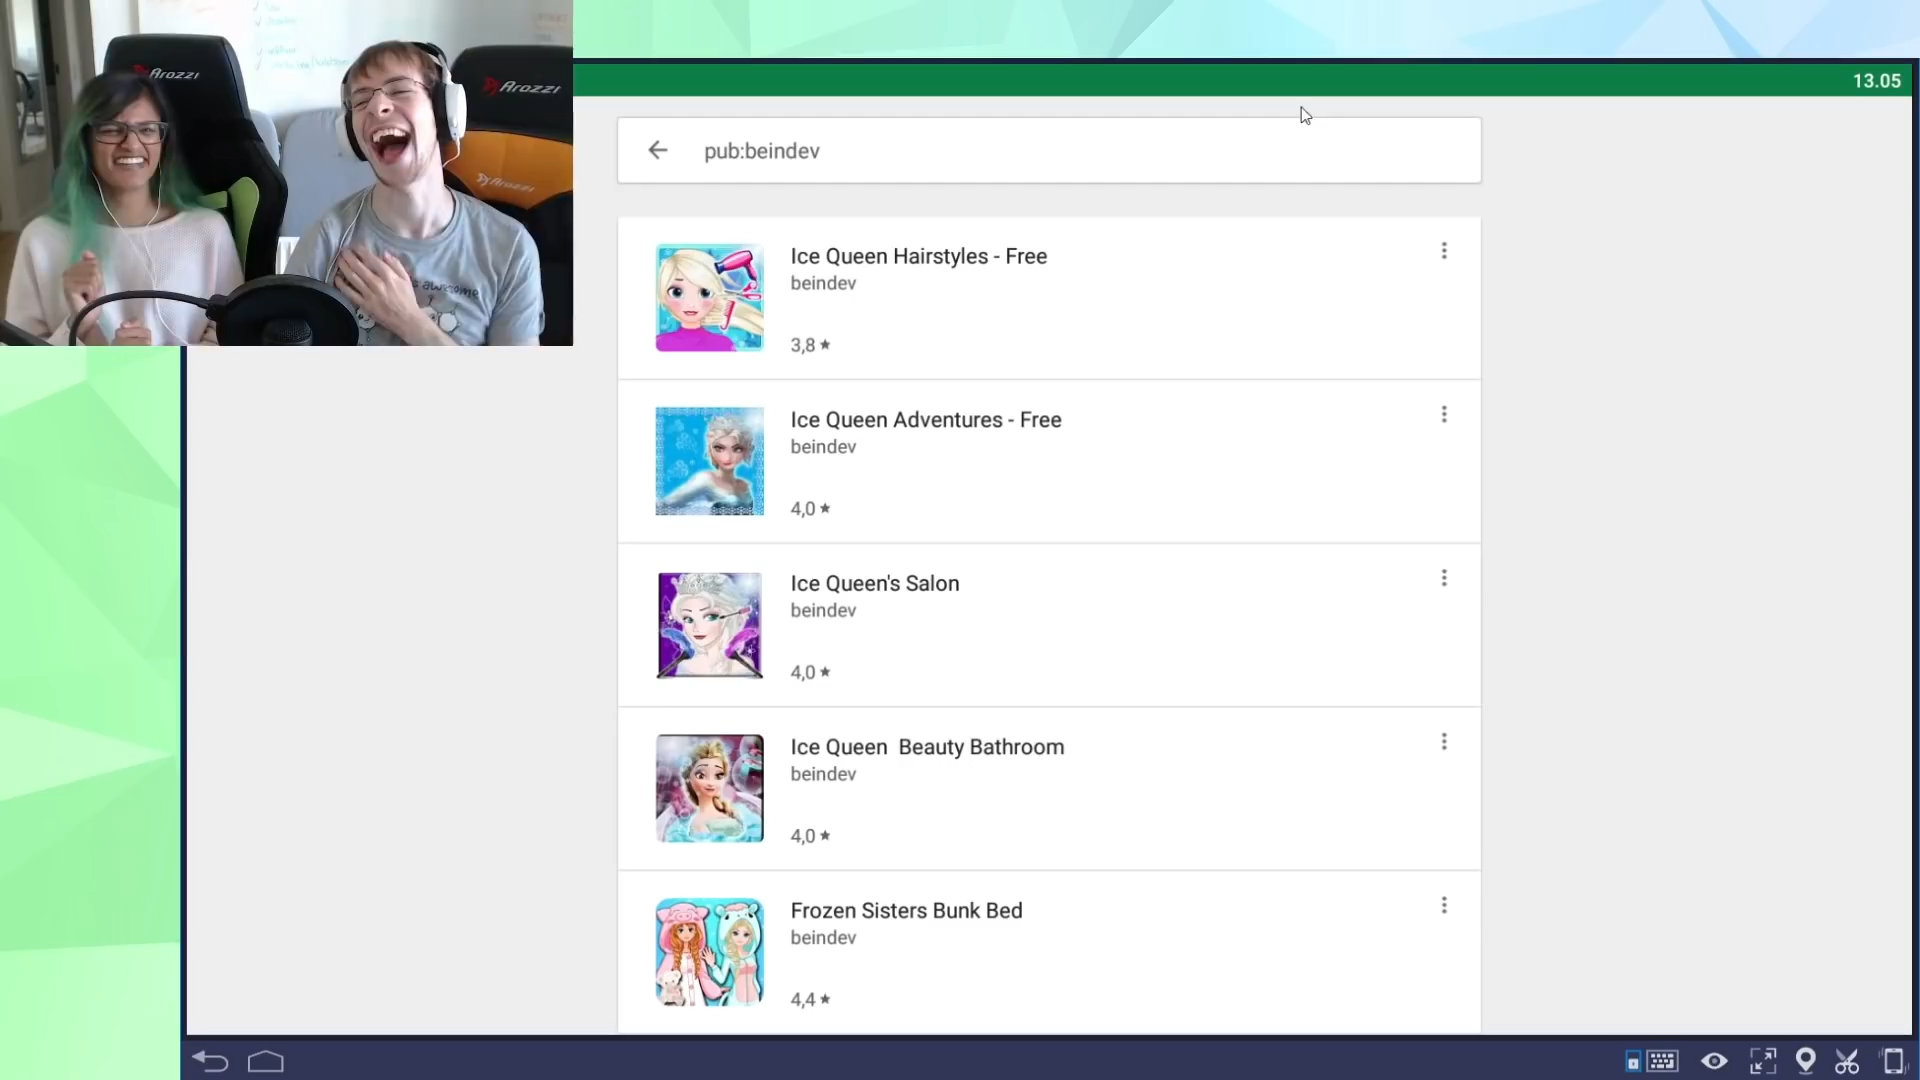 Arozzi
Arozzi
Arozzi
awesome
13.05
pub:beindev
Ice Queen Hairstyles - Free
beindev
3,8 ★
Ice Queen Adventures - Free
beindev
4,0 ★
Ice Queen's Salon
beindev
4,0 ★
Ice Queen  Beauty Bathroom
beindev
4,0 ★
Frozen Sisters Bunk Bed
beindev
4,4 ★